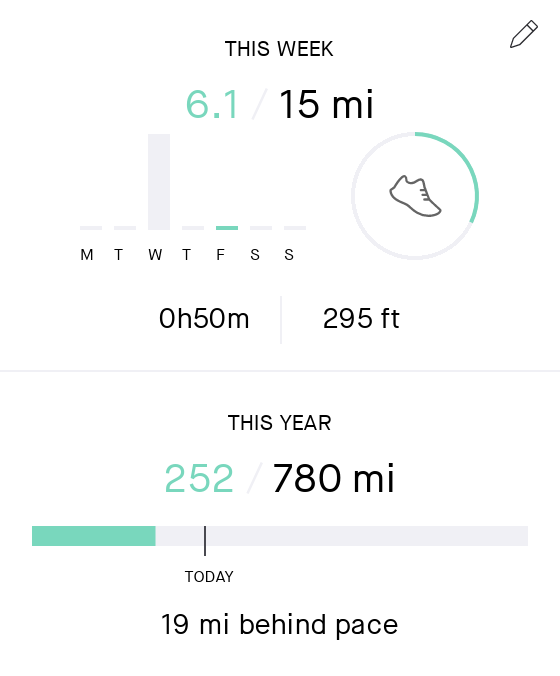 THIS WEEK
6.1 / 15 mi
M T W T F S S
0h50m 295 ft
THIS YEAR
252 / 780 mi
TODAY
19 mi behind pace